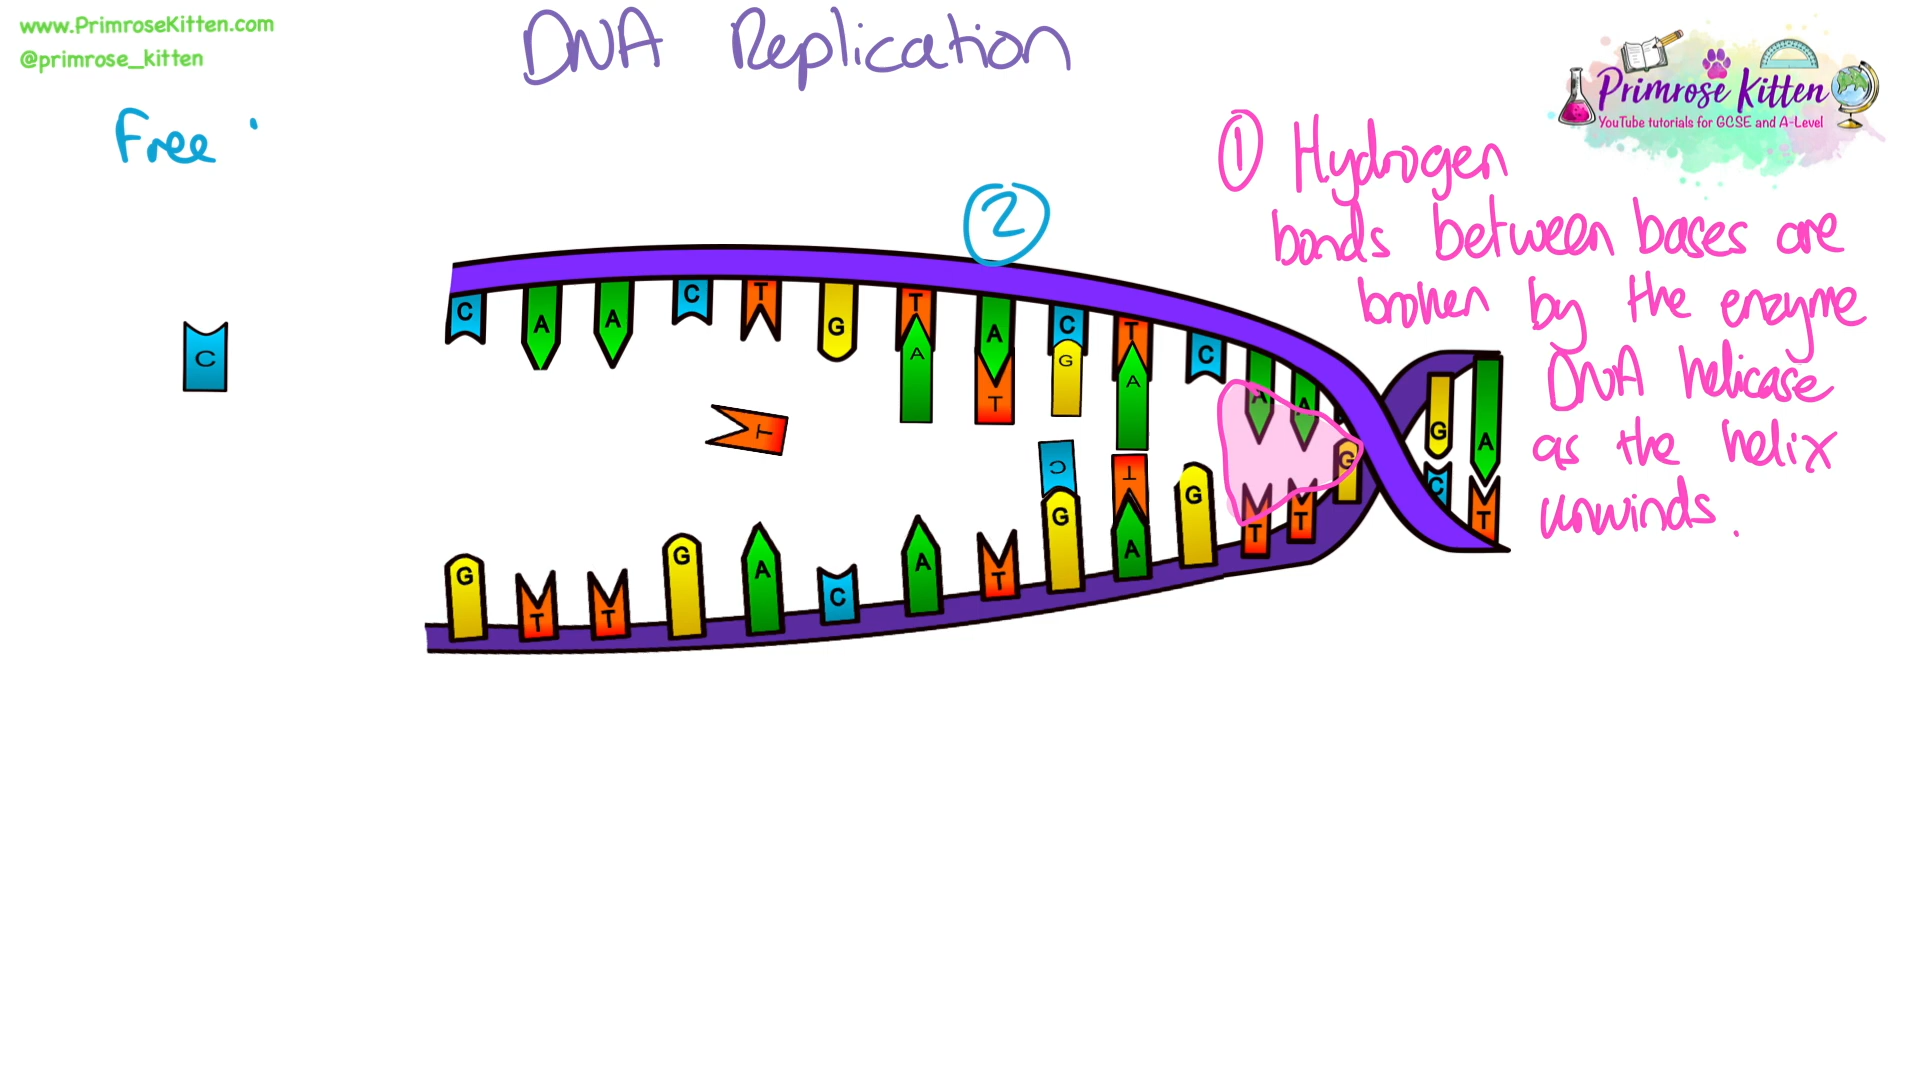 www.PrimroseKitten.com
@primrose_kitten
DNA Replication
Primrose Kitten
YouTube tutorials for GCSE and A-Level
Free
① Hydrogen
bonds between bases are
broken by the enzyme
DNA helicase
as the helix
unwinds.
②
C A A C T G T A C T C A A
A T G A
C
T
C T
G T T G A C A T G A G T T G
G A
C T